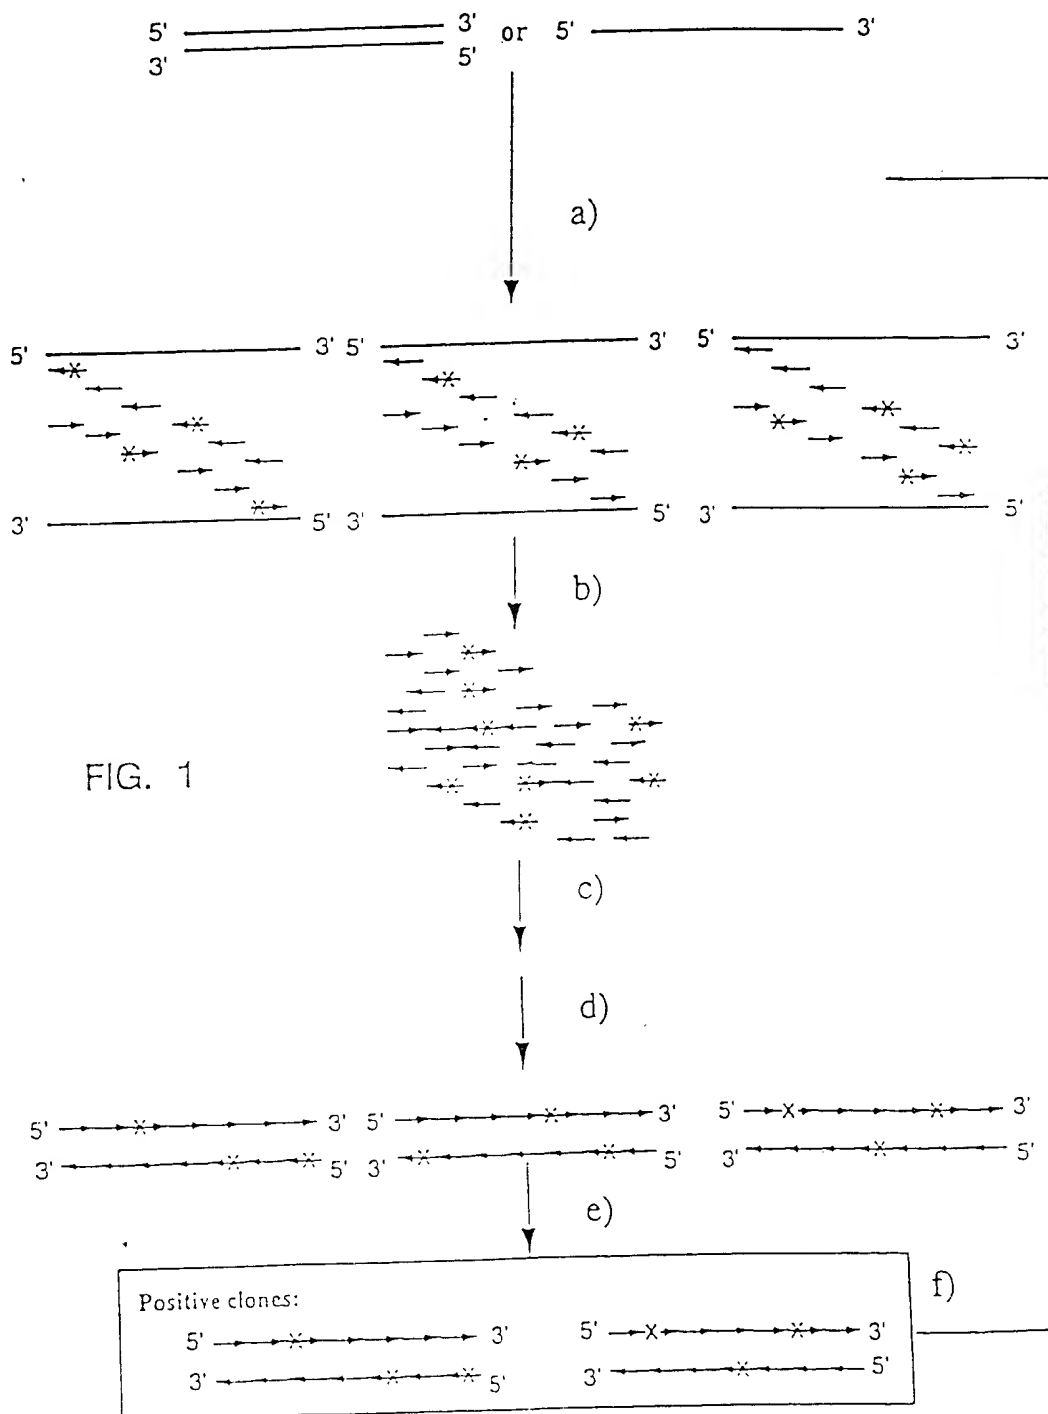 5' 3' or 5' 3'
3' 5'
a)
5' 3' 5' 3' 5' 3'
3' 5' 3' 5' 3' 5'
b)
FIG. 1
c)
d)
5' X 3' 5' X 3' 5' X X 3'
3' X X 5' 3' X X 5' 3' X 5'
e)
f)
Positive clones:
5' X 3' 5' X X 3'
3' X X 5' 3' X 5'